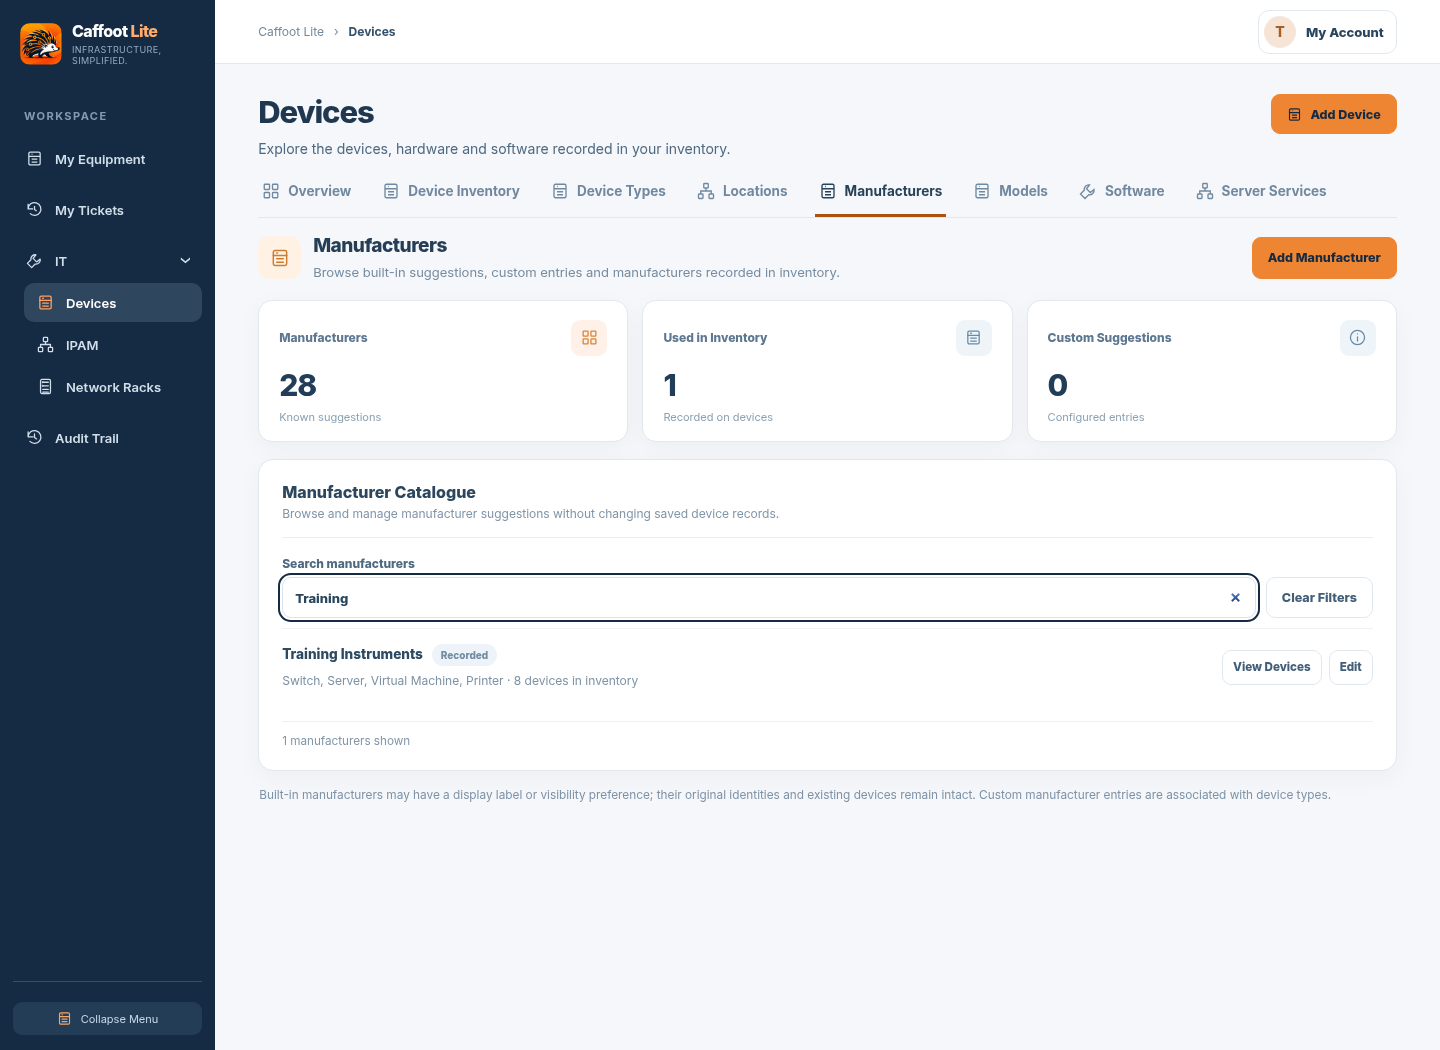 Caffoot Lite
INFRASTRUCTURE,
SIMPLIFIED.
WORKSPACE
My Equipment
My Tickets
IT
Devices
IPAM
Network Racks
Audit Trail
Collapse Menu
Caffoot Lite › Devices
T My Account
Devices
Add Device
Explore the devices, hardware and software recorded in your inventory.
Overview Device Inventory Device Types Locations Manufacturers Models Software Server Services
Manufacturers
Browse built-in suggestions, custom entries and manufacturers recorded in inventory.
Add Manufacturer
Manufacturers
28
Known suggestions
Used in Inventory
1
Recorded on devices
Custom Suggestions
0
Configured entries
Manufacturer Catalogue
Browse and manage manufacturer suggestions without changing saved device records.
Search manufacturers
Training × Clear Filters
Training Instruments Recorded
Switch, Server, Virtual Machine, Printer · 8 devices in inventory
View Devices Edit
1 manufacturers shown
Built-in manufacturers may have a display label or visibility preference; their original identities and existing devices remain intact. Custom manufacturer entries are associated with device types.